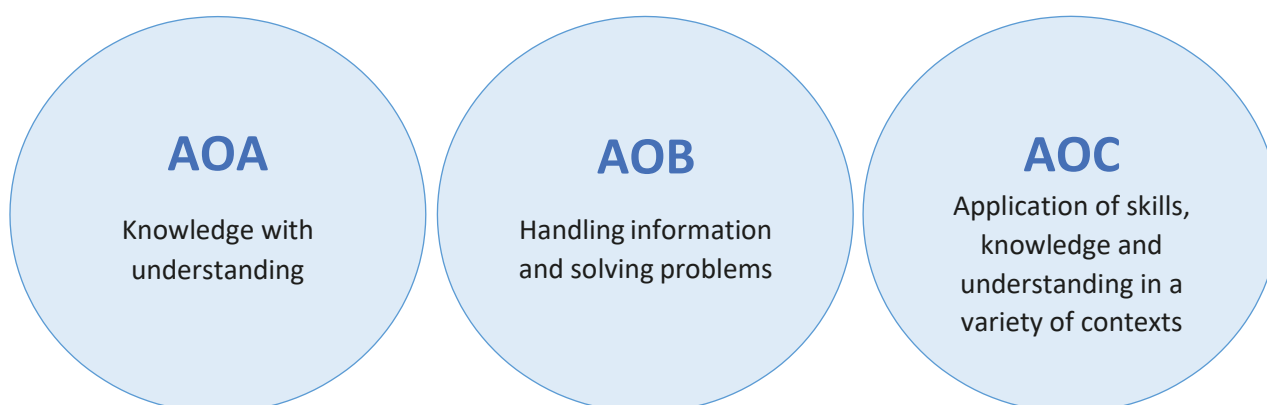 AOA
Knowledge with
understanding
AOB
Handling information
and solving problems
AOC
Application of skills,
knowledge and
understanding in a
variety of contexts